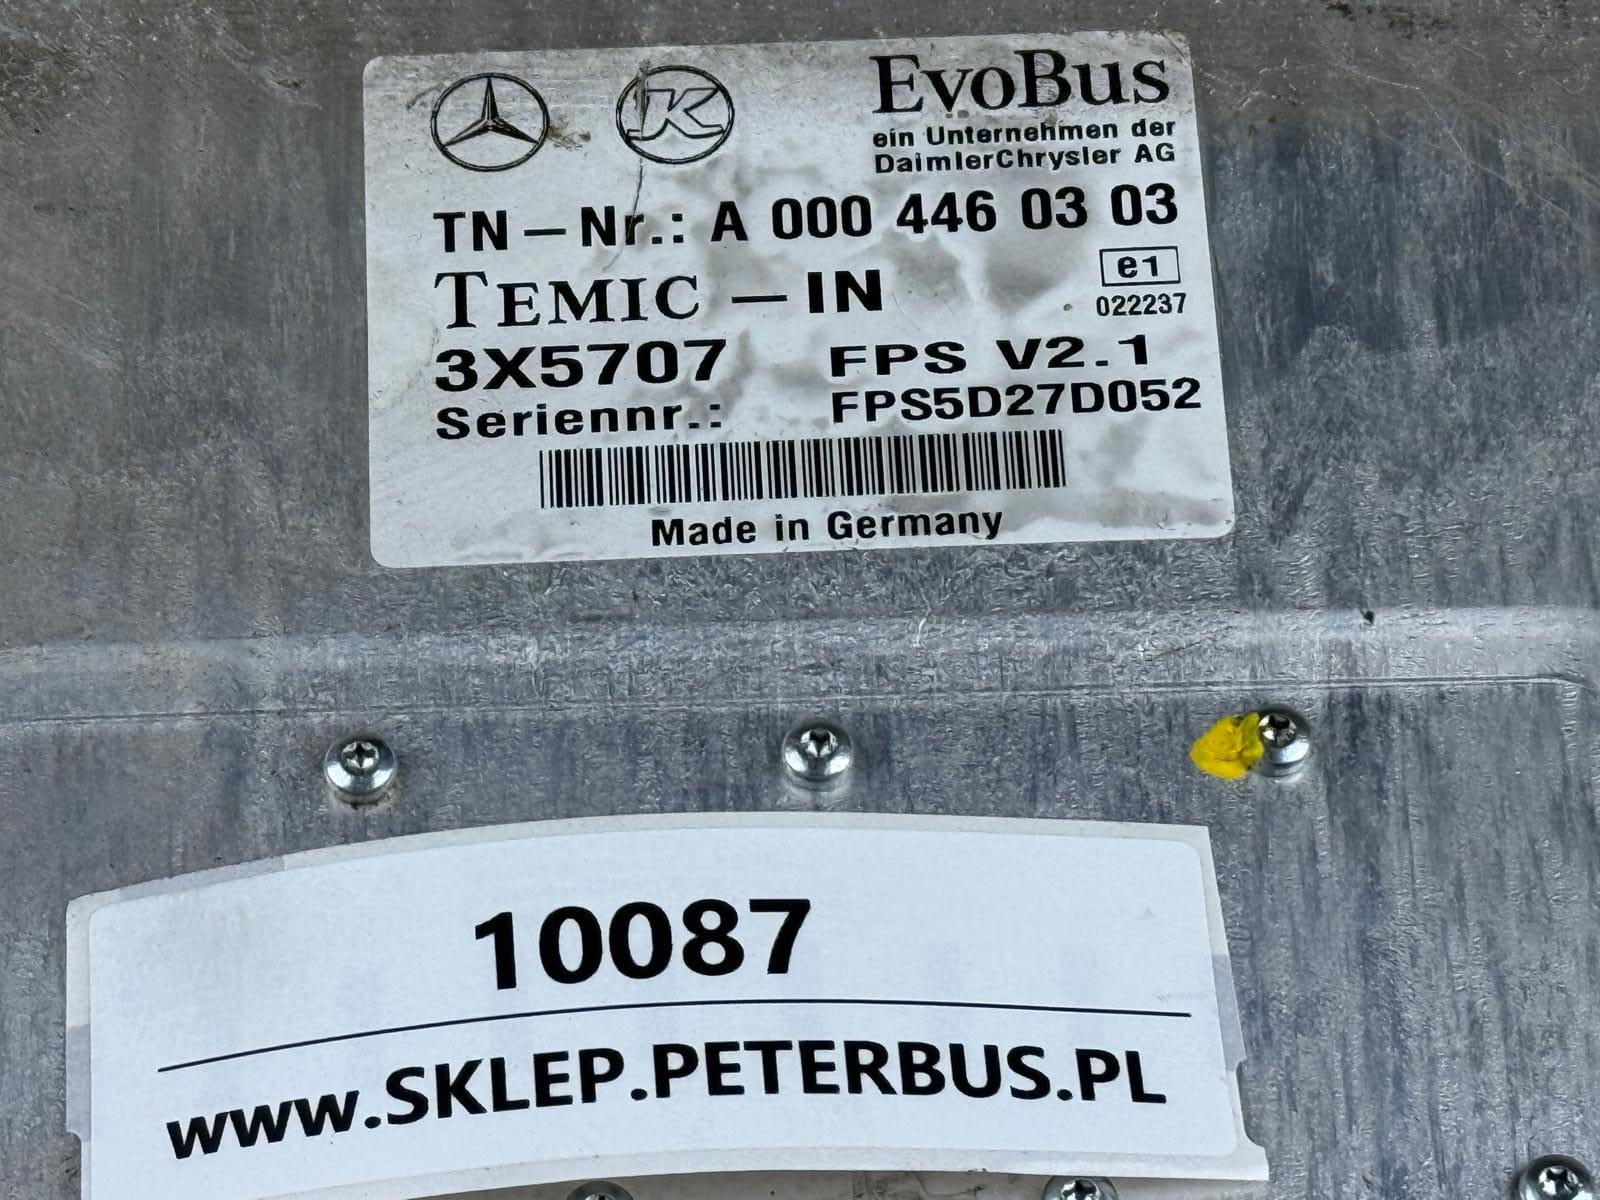 K
EvoBus
ein Unternehmen der
DaimlerChrysler AG
TN-Nr.: A 000 446 03 03
TEMIC - IN
e1
022237
3X5707 FPS V2.1
Seriennr.: FPS5D27D052
Made in Germany
10087
www.SKLEP.PETERBUS.PL